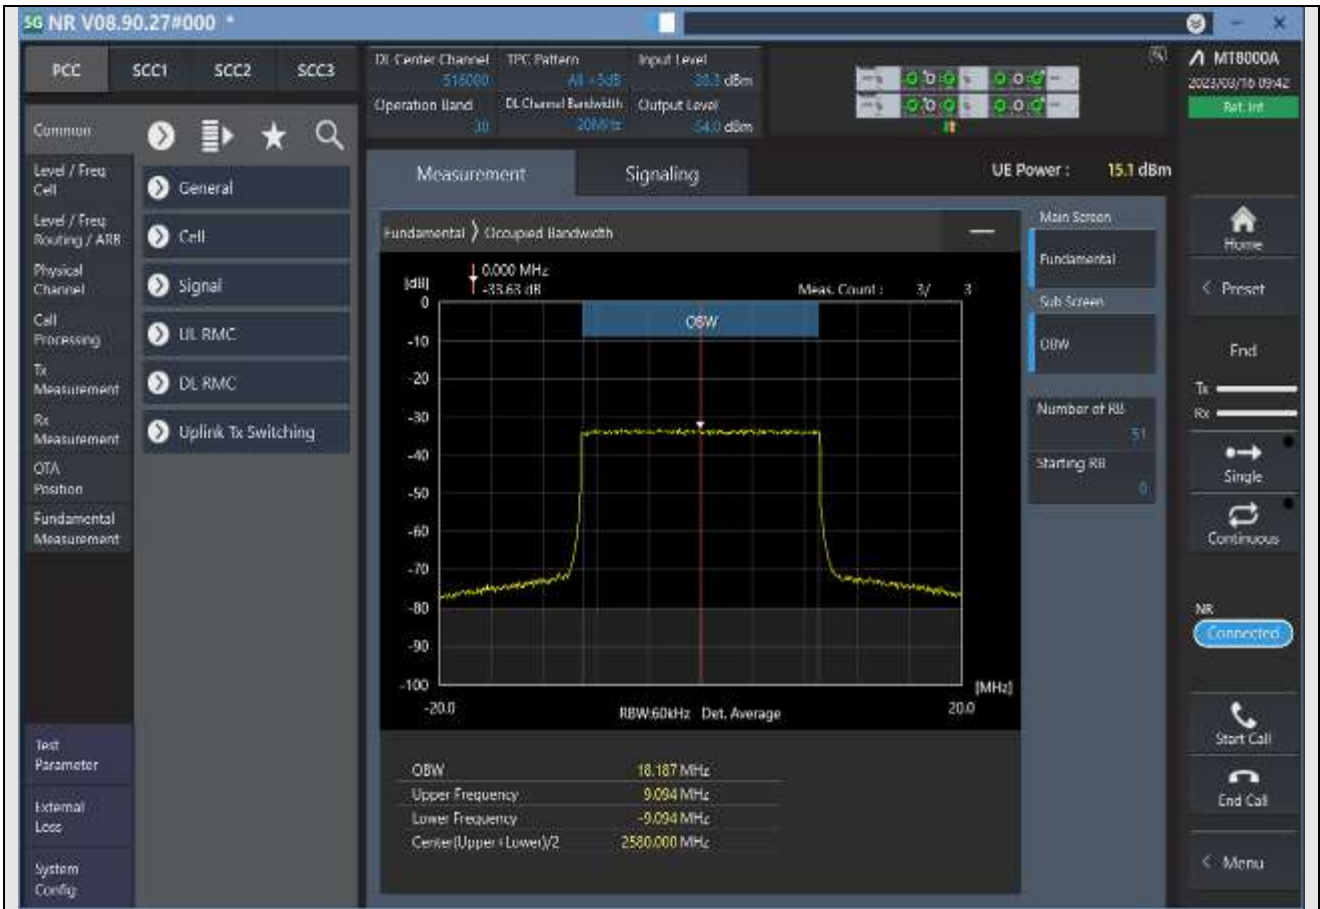 5G NR V08.90.27#000 *
PCC SCC1 SCC2 SCC3
DL Center Channel TPC Pattern Input Level
516000 All +3dB dBm
Operation Band DL Channel Bandwidth Output Level
20MHz -54.0 dBm
MT8000A
2023/03/16 09:42
Ref. Int
Common
Level / Freq
Cell
Level / Freq
Routing / ARB
Physical
Channel
Call
Processing
Tx
Measurement
Rx
Measurement
OTA
Position
Fundamental
Measurement
Test
Parameter
External
Loss
System
Config
General
Cell
Signal
UL RMC
DL RMC
Uplink Tx Switching
Measurement Signaling
UE Power : 15.1 dBm
Fundamental Occupied Bandwidth
[dB]
0.000 MHz
-33.63 dB
Meas. Count : 3/ 3
OBW
0
-10
-20
-30
-40
-50
-60
-70
-80
-90
-100
[MHz]
-20.0 20.0
RBW:60kHz Det. Average
OBW 18.187 MHz
Upper Frequency 9.094 MHz
Lower Frequency -9.094 MHz
Center(Upper+Lower)/2 2580.000 MHz
Main Screen
Fundamental
Sub Screen
OBW
Number of RB
51
Starting RB
0
Home
< Preset
End
Tx
Rx
Single
Continuous
NR
Connected
Start Call
End Call
< Menu